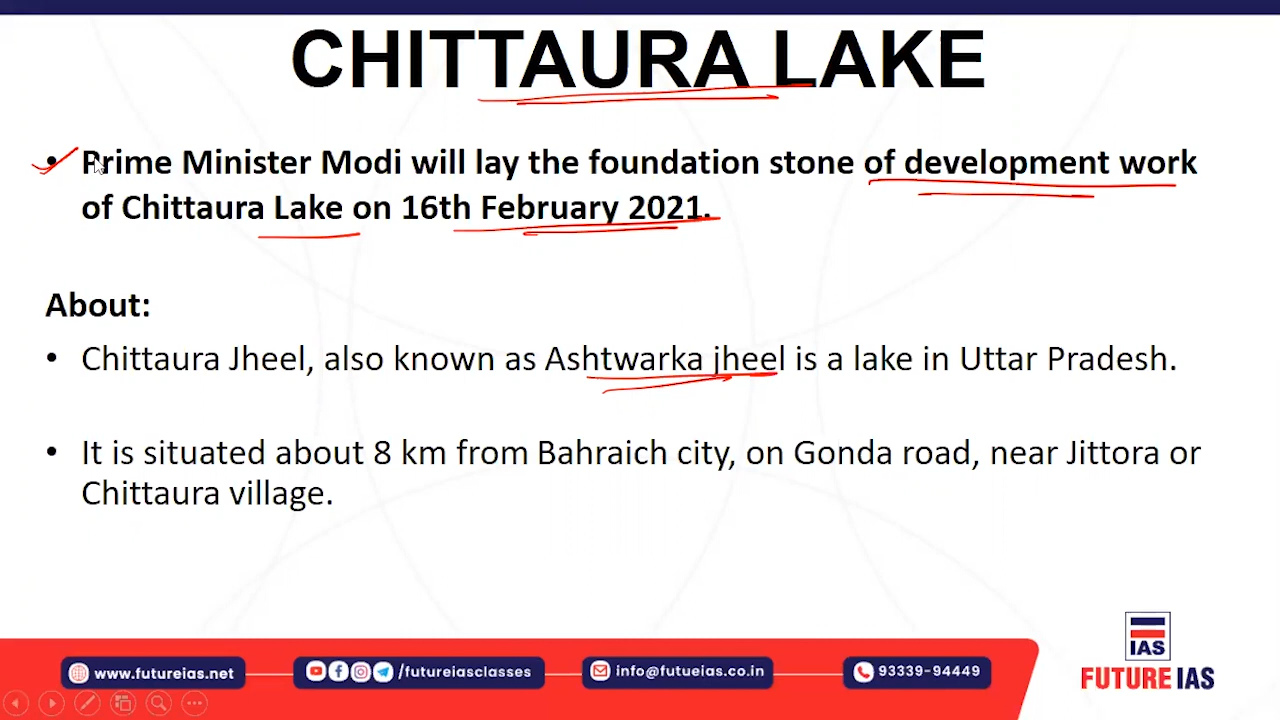 CHITTAURA LAKE
• Prime Minister Modi will lay the foundation stone of development work
of Chittaura Lake on 16th February 2021.
About:
• Chittaura Jheel, also known as Ashtwarka jheel is a lake in Uttar Pradesh.
• It is situated about 8 km from Bahraich city, on Gonda road, near Jittora or
Chittaura village.
www.futureias.net
/futureiasclasses
info@futueias.co.in
93339-94449
IAS
FUTURE IAS